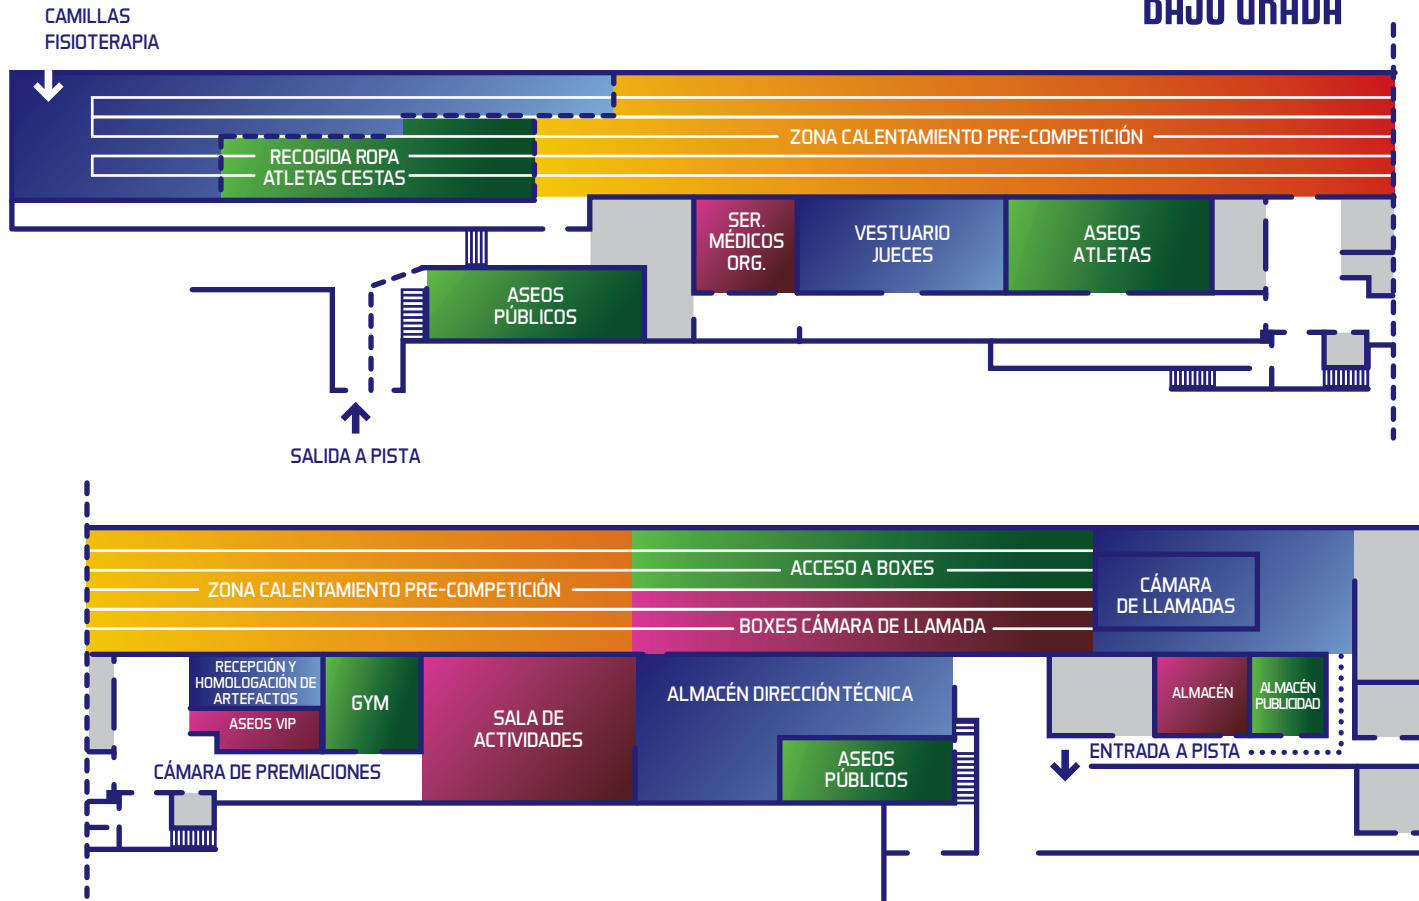 BAJO GRADA
CAMILLAS
FISIOTERAPIA
ZONA CALENTAMIENTO PRE-COMPETICIÓN
RECOGIDA ROPA
ATLETAS CESTAS
SER.
MÉDICOS
ORG.
VESTUARIO
JUECES
ASEOS
ATLETAS
ASEOS
PÚBLICOS
SALIDA A PISTA
ACCESO A BOXES
ZONA CALENTAMIENTO PRE-COMPETICIÓN
CÁMARA
DE LLAMADAS
BOXES CÁMARA DE LLAMADA
RECEPCIÓN Y
HOMOLOGACIÓN DE
ARTEFACTOS
ASEOS VIP
GYM
SALA DE
ACTIVIDADES
ALMACÉN DIRECCIÓN TÉCNICA
ALMACÉN
ALMACÉN
PUBLICIDAD
ASEOS
PÚBLICOS
ENTRADA A PISTA
CÁMARA DE PREMIACIONES